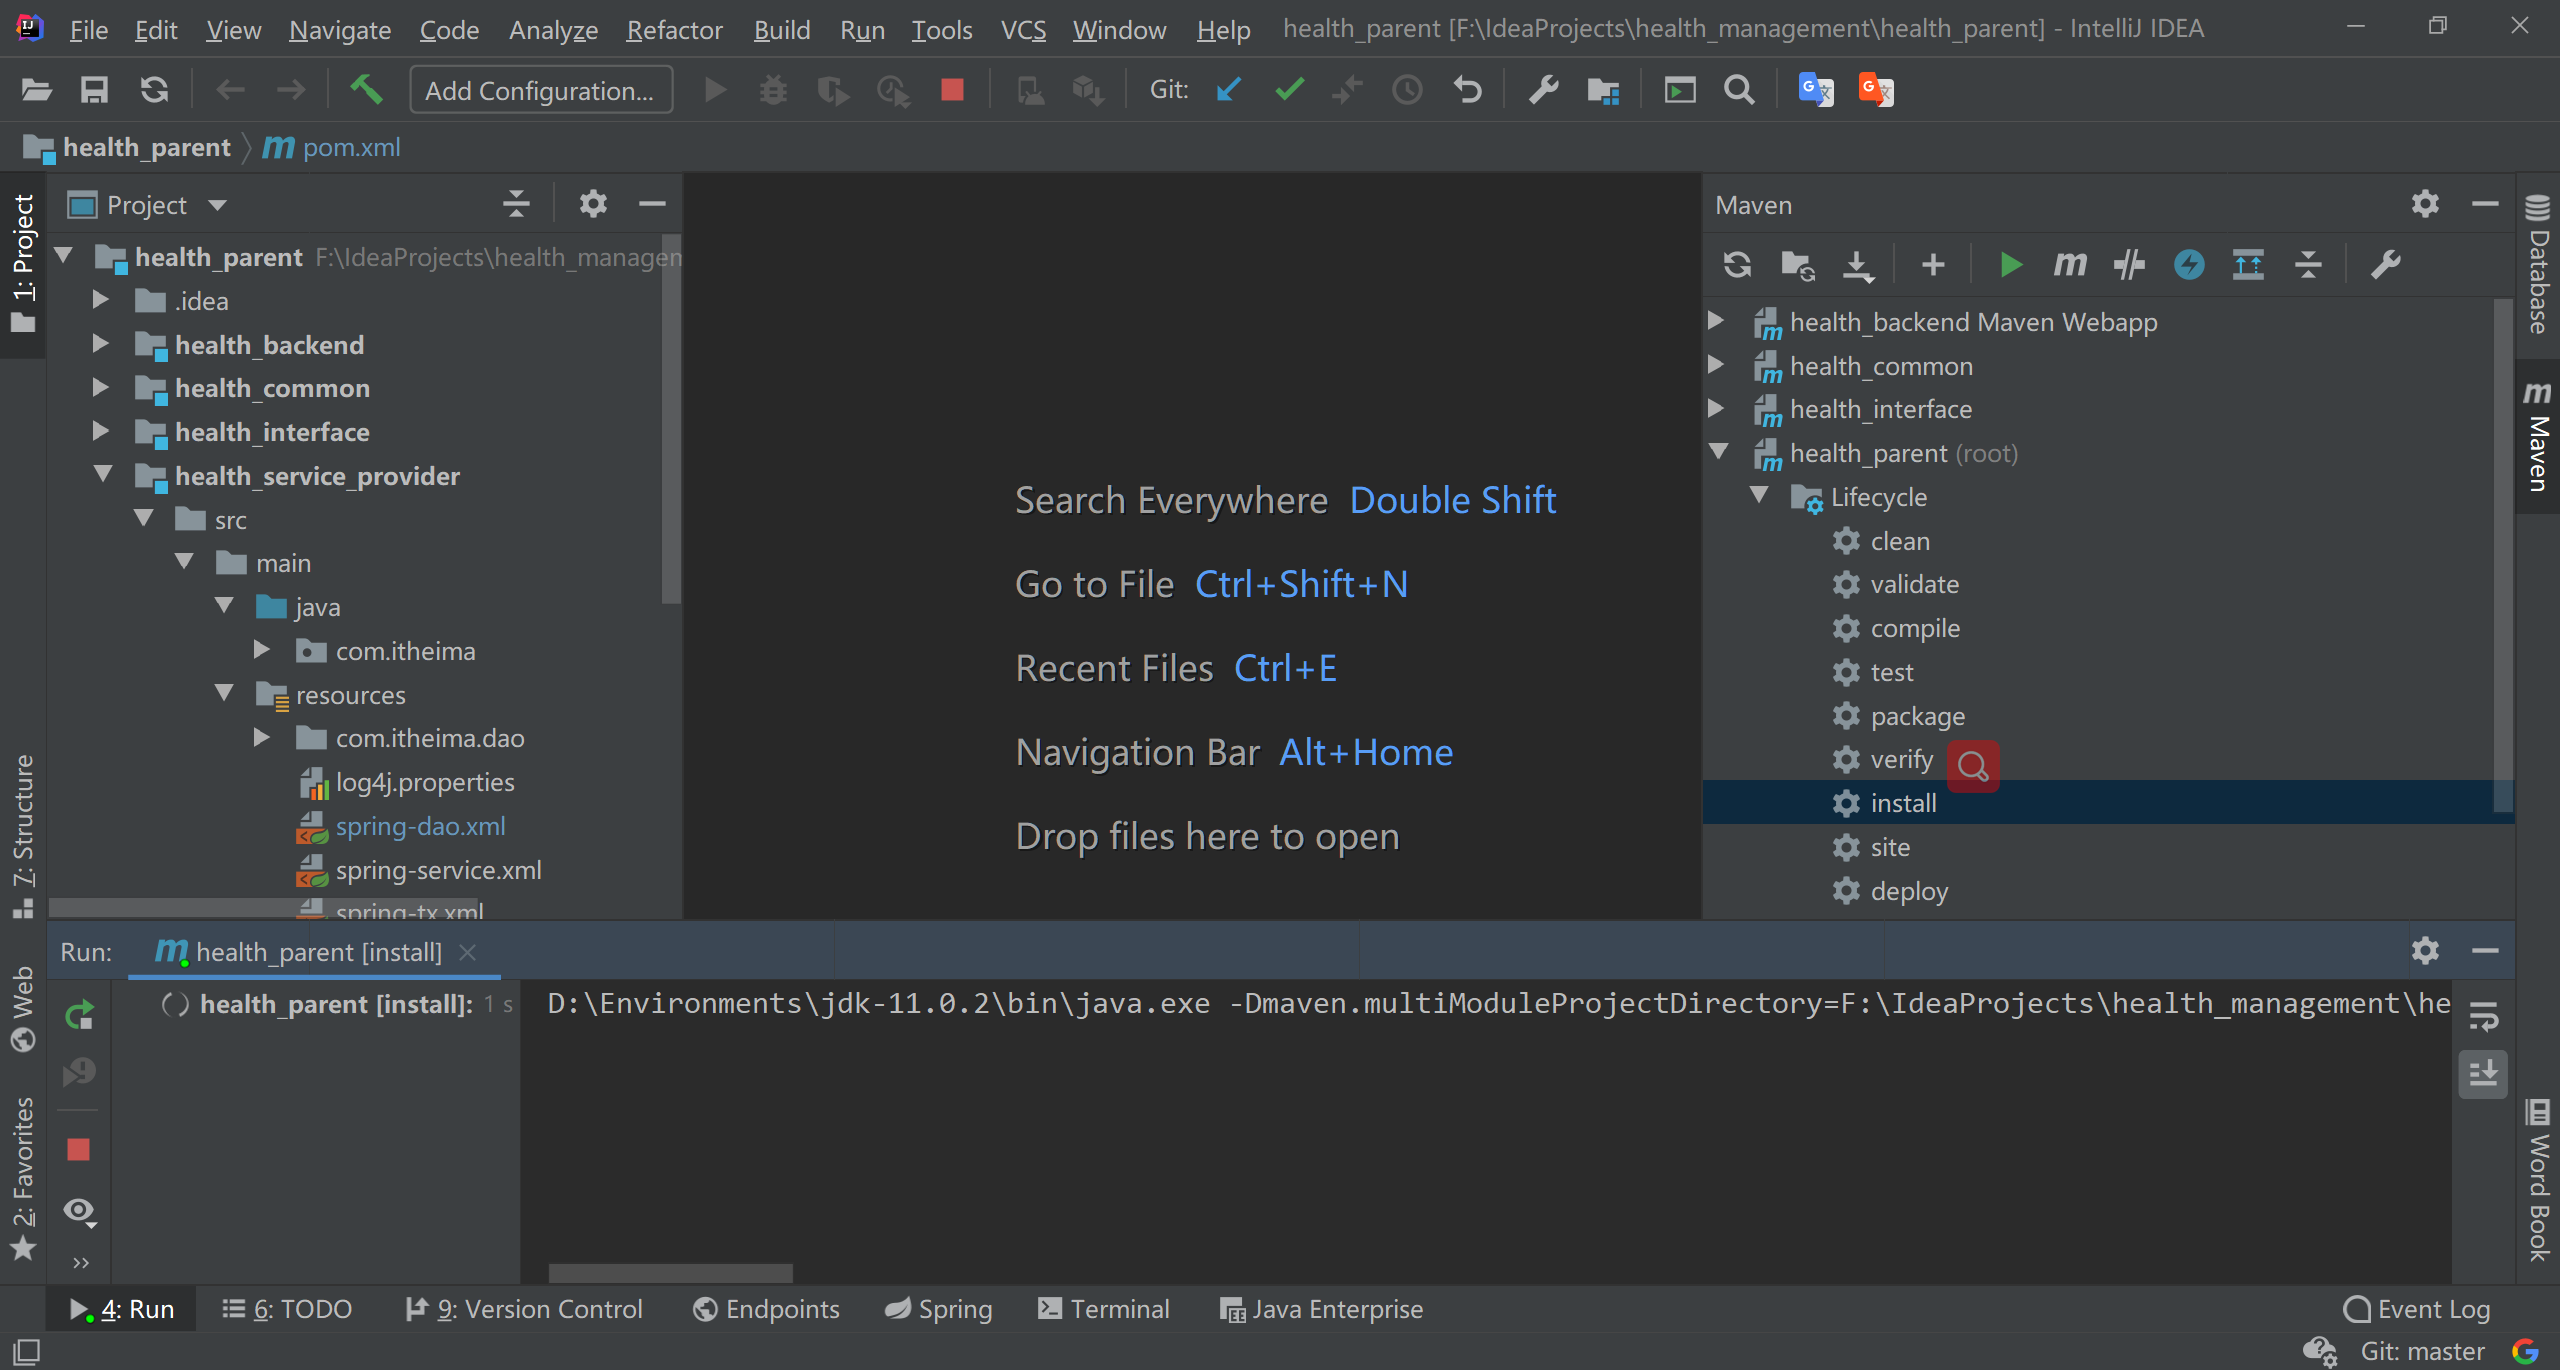 File Edit View Navigate Code Analyze Refactor Build Run Tools VCS Window Help health_parent [F:\IdeaProjects\health_management\health_parent] - IntelliJ IDEA
Add Configuration... Git:
health_parent pom.xml
1: Project
7: Structure
Web
2: Favorites
Project
health_parent F:\IdeaProjects\health_managem
.idea
health_backend
health_common
health_interface
health_service_provider
src
main
java
com.itheima
resources
com.itheima.dao
log4j.properties
spring-dao.xml
spring-service.xml
spring-tx.xml
Search Everywhere Double Shift
Go to File Ctrl+Shift+N
Recent Files Ctrl+E
Navigation Bar Alt+Home
Drop files here to open
Maven
health_backend Maven Webapp
health_common
health_interface
health_parent (root)
Lifecycle
clean
validate
compile
test
package
verify
install
site
deploy
Database
Maven
Word Book
Run: health_parent [install]
health_parent [install]: 1 s
D:\Environments\jdk-11.0.2\bin\java.exe -Dmaven.multiModuleProjectDirectory=F:\IdeaProjects\health_management\he
4: Run 6: TODO 9: Version Control Endpoints Spring Terminal Java Enterprise Event Log
Git: master